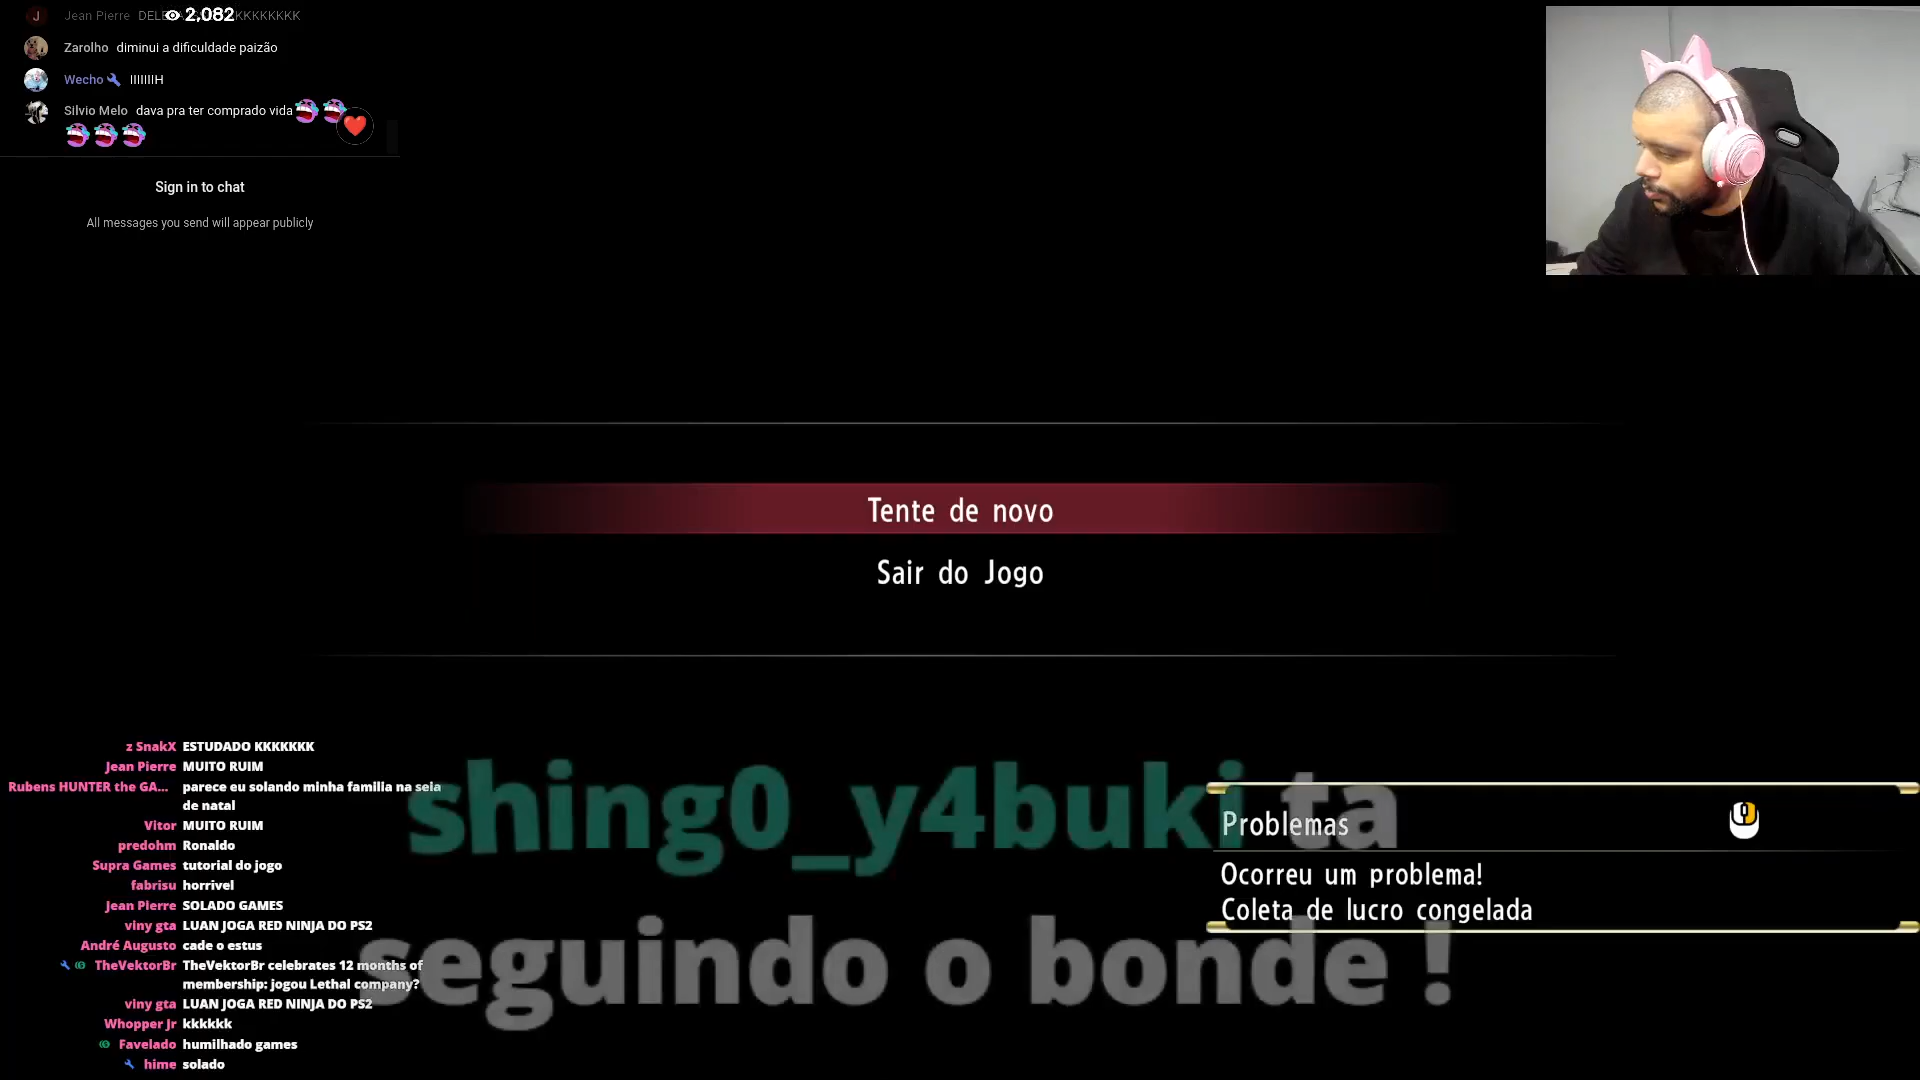 Jean Pierre DELE KKKKKKKKK
2,082
Zarolho diminui a dificuldade paizão
Wecho IIIIIIIH
Silvio Melo dava pra ter comprado vida
Sign in to chat
All messages you send will appear publicly
Tente de novo
Sair do Jogo
z SnakX ESTUDADO KKKKKKK
Jean Pierre MUITO RUIM
Rubens HUNTER the GA... parece eu solando minha familia na seia
de natal
Vitor MUITO RUIM
predohm Ronaldo
Supra Games tutorial do jogo
fabrisu horrivel
Jean Pierre SOLADO GAMES
viny gta LUAN JOGA RED NINJA DO PS2
André Augusto cade o estus
TheVektorBr TheVektorBr celebrates 12 months of
membership: jogou Lethal company?
viny gta LUAN JOGA RED NINJA DO PS2
Whopper Jr kkkkkk
Favelado humilhado games
hime solado
shing0_y4buki ta
seguindo o bonde !
Problemas
Ocorreu um problema!
Coleta de lucro congelada